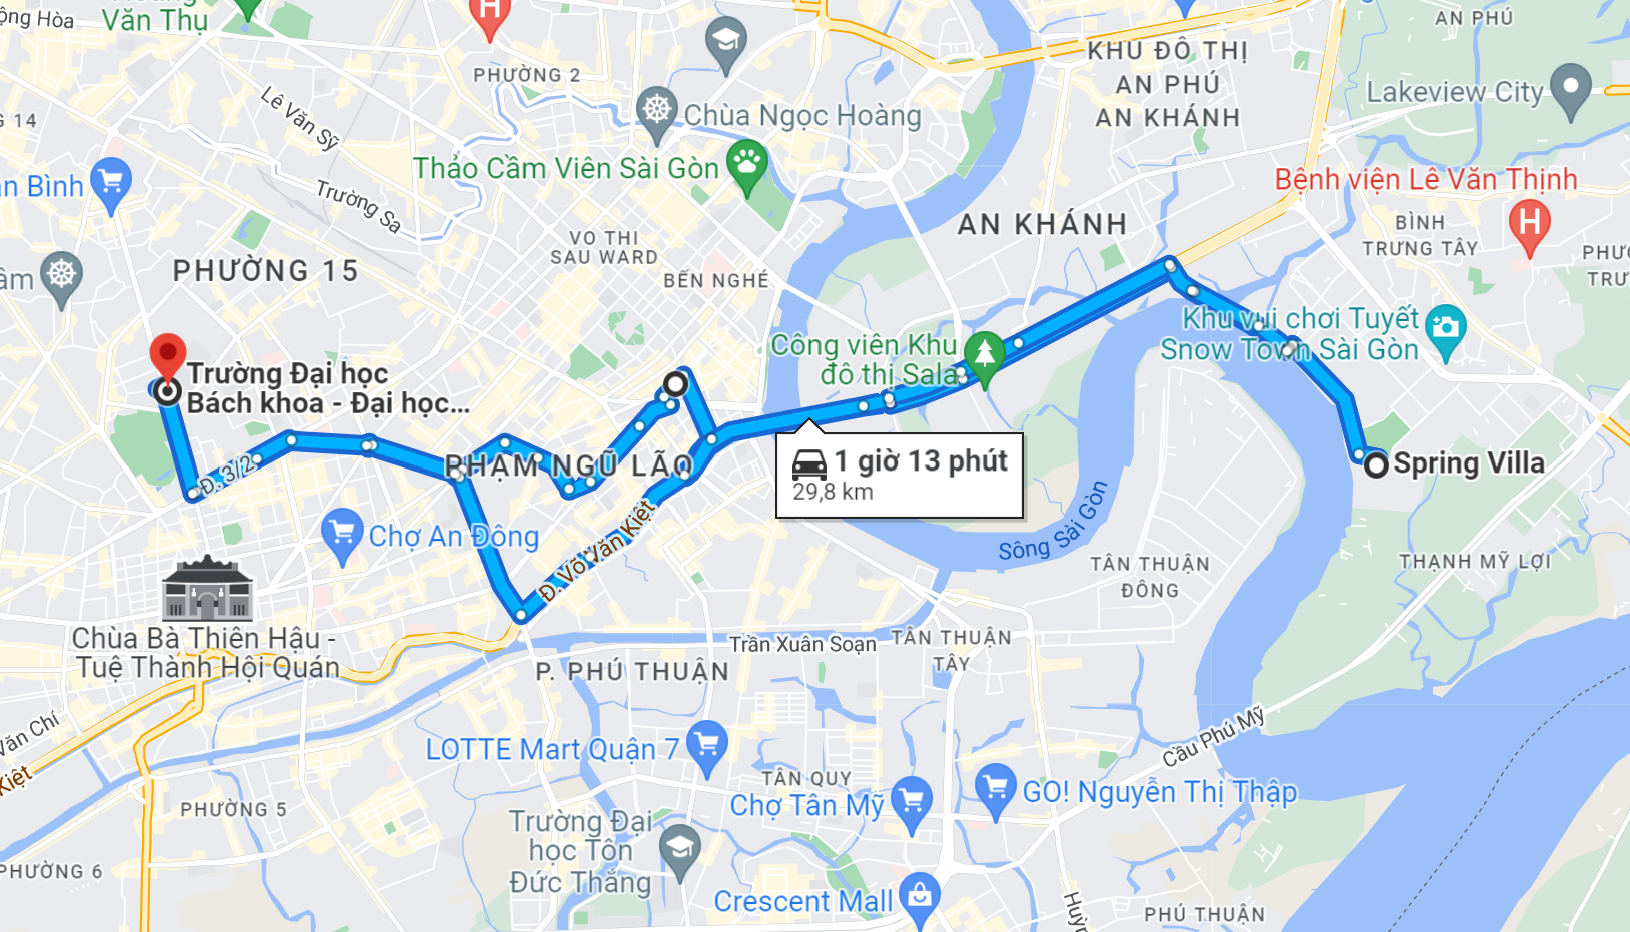 ộng Hòa
Hoàng
Văn Thụ
PHƯỜNG 2
AN PHÚ
KHU ĐÔ THỊ
AN PHÚ
AN KHÁNH
Lakeview City
Lê Văn Sỹ
G 14
Chùa Ngọc Hoàng
Thảo Cầm Viên Sài Gòn
ân Bình
Trường Sa
Bệnh viện Lê Văn Thịnh
AN KHÁNH
BÌNH
TRƯNG TÂY
VO THI
SAU WARD
PHƯỜNG 15
BẾN NGHÉ
PHƯ
TRƯ
âm
Khu vui chơi Tuyết
Snow Town Sài Gòn
Công viên Khu
đô thị Sala
Trường Đại học
Bách khoa - Đại học...
PHẠM NGŨ LÃO
1 giờ 13 phút
29,8 km
Spring Villa
Đ. 3/2
Đ. Võ Văn Kiệt
Sông Sài Gòn
Chợ An Đông
TÂN THUẬN
ĐÔNG
THẠNH MỸ LỢI
Chùa Bà Thiên Hậu -
Tuệ Thành Hội Quán
Trần Xuân Soạn
TÂN THUẬN
TÂY
P. PHÚ THUẬN
Văn Chí
Kiệt
Cầu Phú Mỹ
LOTTE Mart Quận 7
TÂN QUY
Chợ Tân Mỹ
GO! Nguyễn Thị Thập
PHƯỜNG 5
Trường Đại
học Tôn
Đức Thắng
PHƯỜNG 6
Crescent Mall
Huỳn
PHÚ THUẬN
H
H